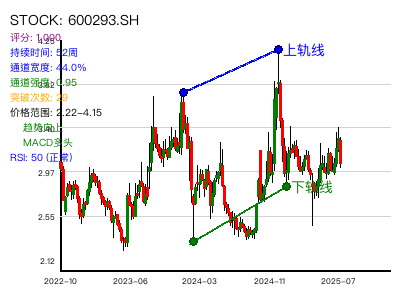 STOCK: 600293.SH
评分: 1.000
持续时间: 52周
通道宽度: 44.0%
通道强度: 0.95
突破次数: 29
价格范围: 2.22–4.15
趋势向上
MACD多头
RSI: 50 (正常)
上轨线
下轨线
2.97
2.55
2.12
2022–10
2023–06
2024–03
2024–11
2025–07